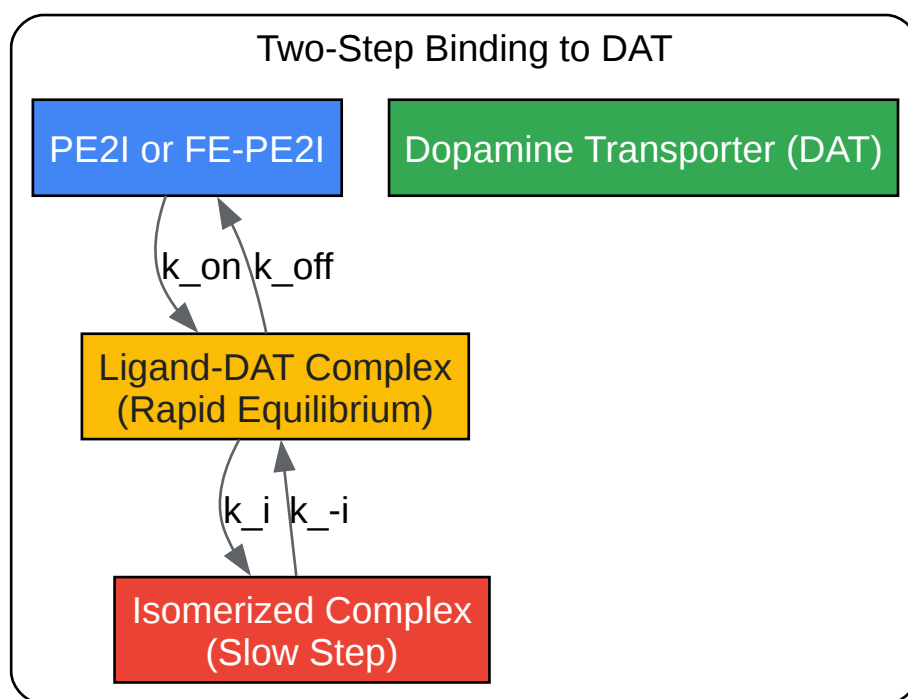 Two-Step Binding to DAT
PE2I or FE-PE2I
Dopamine Transporter (DAT)
k_on
k_off
Ligand-DAT Complex
(Rapid Equilibrium)
k_i
k_-i
Isomerized Complex
(Slow Step)